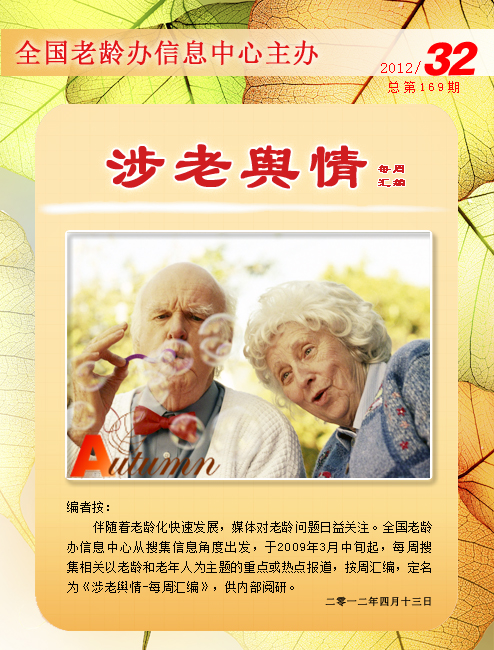 全国老龄办信息中心主办
2012/32
总第169期
涉老舆情 每周
汇编
Autumn
编者按：
伴随着老龄化快速发展，媒体对老龄问题日益关注。全国老龄
办信息中心从搜集信息角度出发，于2009年3月中旬起，每周搜
集相关以老龄和老年人为主题的重点或热点报道，按周汇编，定名
为《涉老舆情-每周汇编》，供内部阅研。
二零一二年四月十三日